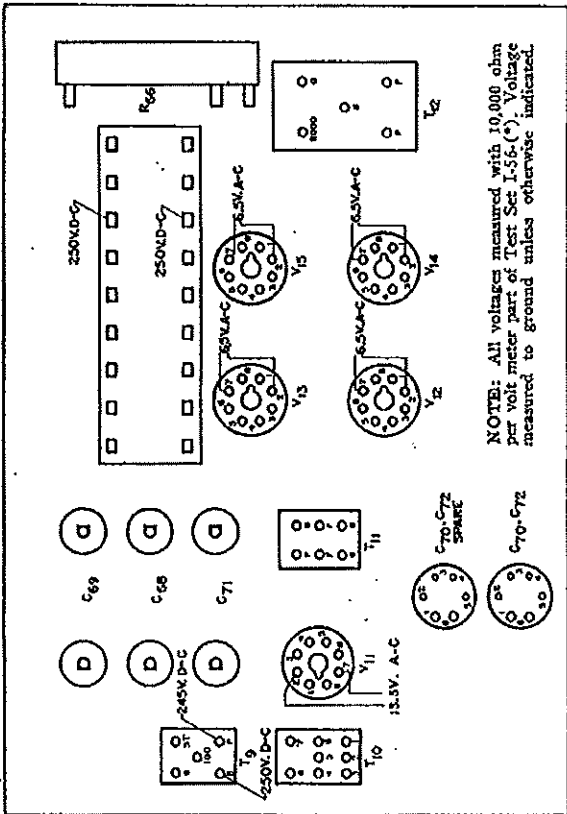 R66
T12
8000
250V. D-C
250V. D-C
6.5V. A-C
V15
6.5V. A-C
V14
6.5V. A-C
V13
6.5V. A-C
V12
NOTE: All voltages measured with 10,000 ohm
per volt meter part of Test Set I-56-(*). Voltage
measured to ground unless otherwise indicated.
C69
C68
C71
T11
C70-C72
SPARE
C70-C72
245V. D-C
T9
100
250V. D-C
T10
V11
13.5V. A-C